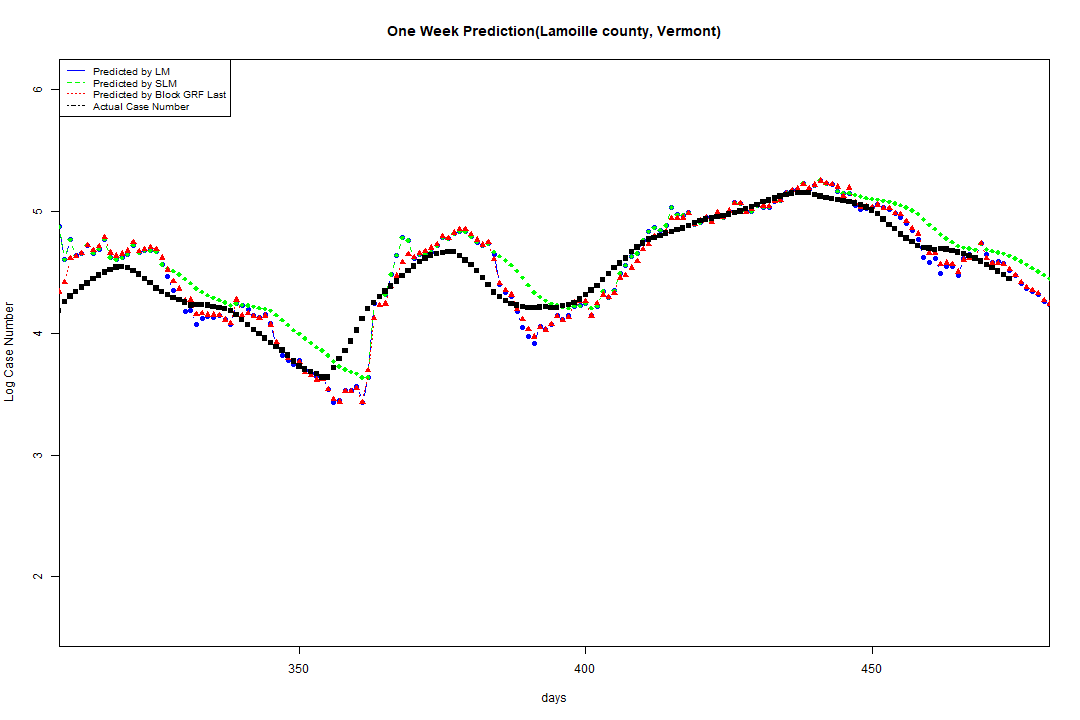 One Week Prediction(Lamoille county, Vermont)
Predicted by LM
Predicted by SLM
Predicted by Block GRF Last
Actual Case Number
6
5
4
3
2
Log Case Number
350
400
450
days